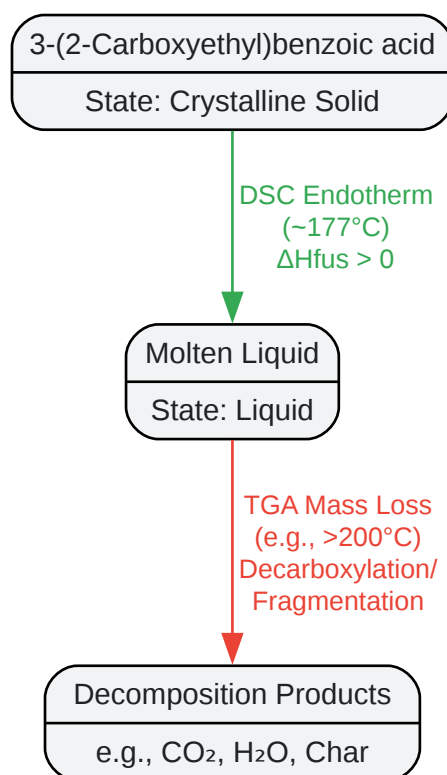 3-(2-Carboxyethyl)benzoic acid
State: Crystalline Solid
DSC Endotherm
(~177°C)
ΔHfus > 0
Molten Liquid
State: Liquid
TGA Mass Loss
(e.g., >200°C)
Decarboxylation/
Fragmentation
Decomposition Products
e.g., CO₂, H₂O, Char